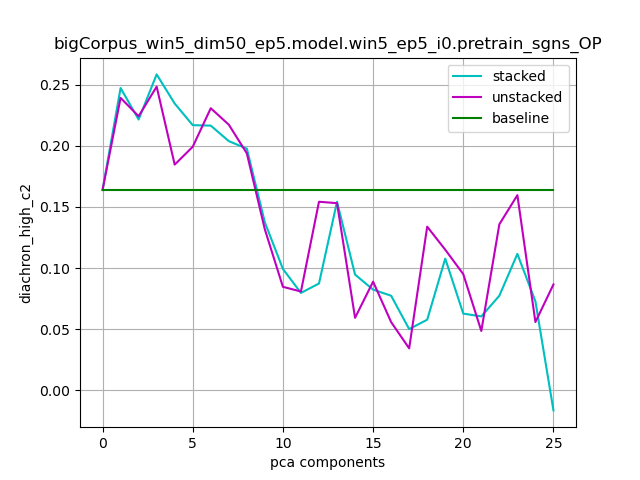 bigCorpus_win5_dim50_ep5.model.win5_ep5_i0.pretrain_sgns_OP
stacked
unstacked
baseline
0.25
0.20
0.15
0.10
0.05
0.00
diachron_high_c2
0
5
10
15
20
25
pca components